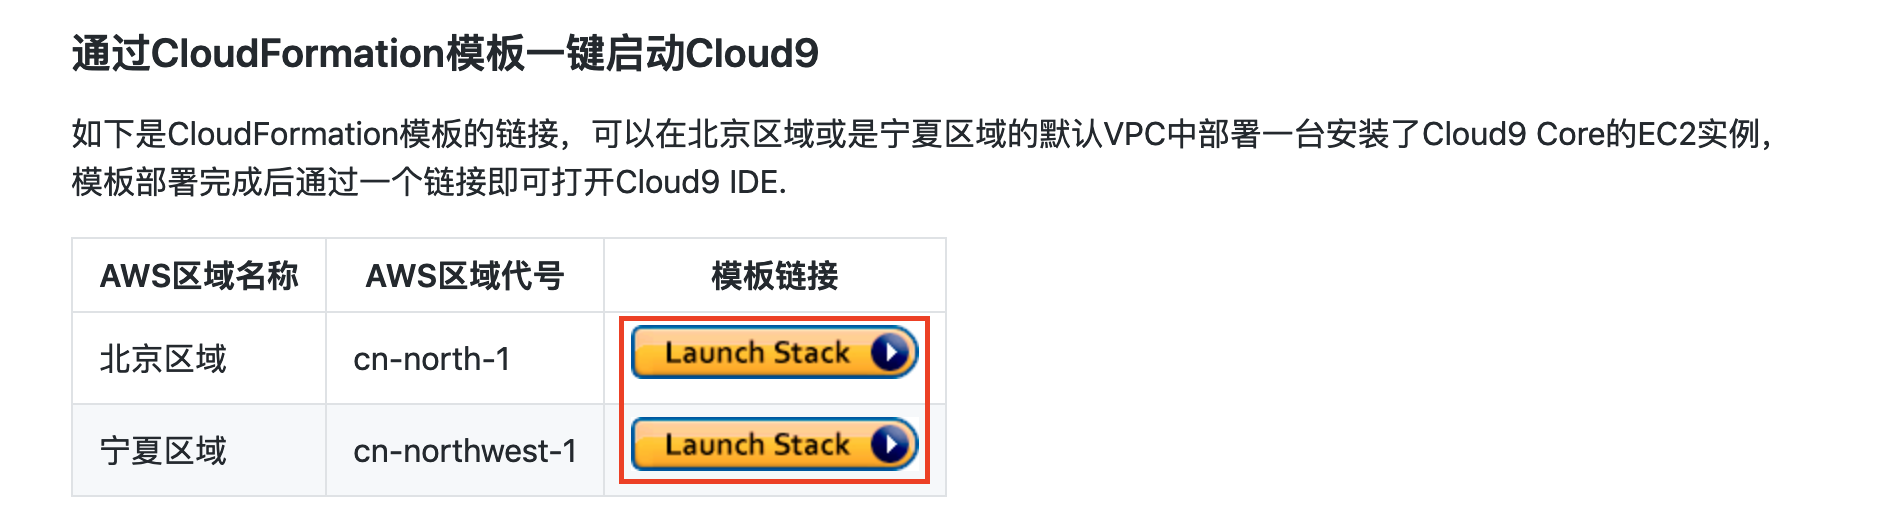 通过CloudFormation模板一键启动Cloud9
如下是CloudFormation模板的链接，可以在北京区域或是宁夏区域的默认VPC中部署一台安装了Cloud9 Core的EC2实例，
模板部署完成后通过一个链接即可打开Cloud9 IDE.
AWS区域名称 AWS区域代号 模板链接
北京区域 cn-north-1 Launch Stack
宁夏区域 cn-northwest-1 Launch Stack